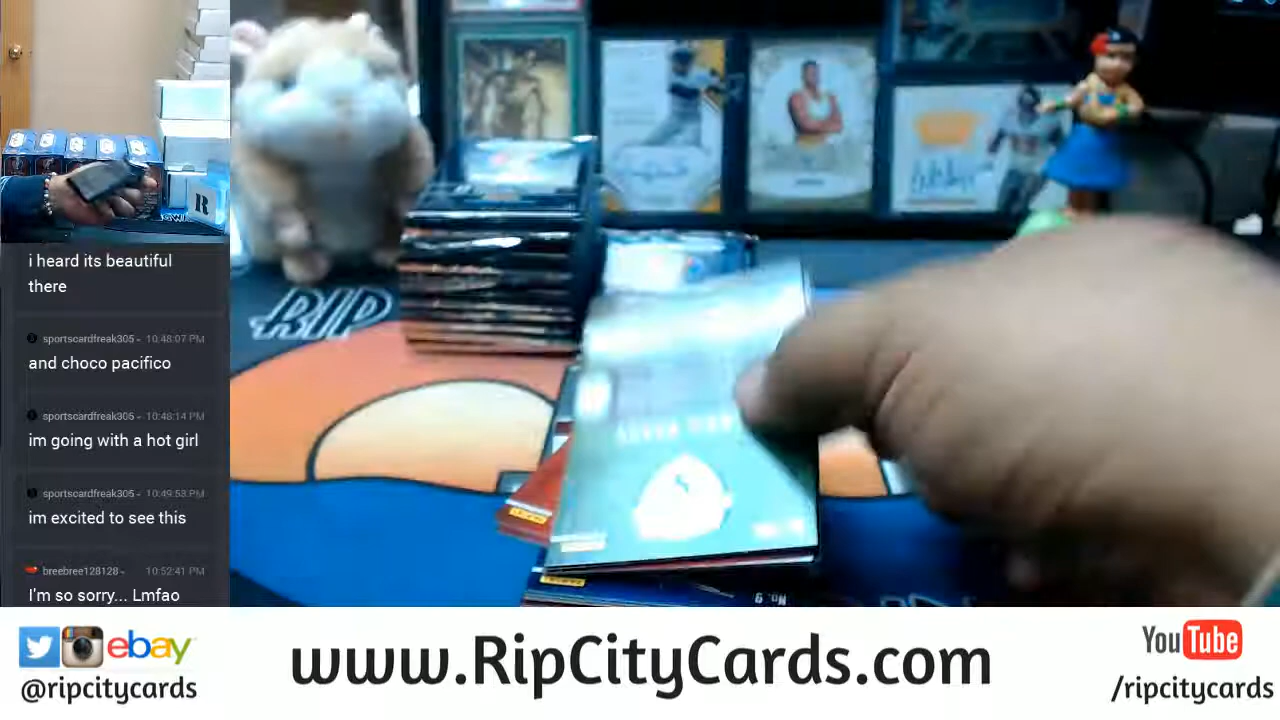 i heard its beautiful
there
sportscardfreak305 - 10:48:07 PM
and choco pacifico
sportscardfreak305 - 10:48:14 PM
im going with a hot girl
sportscardfreak305 - 10:49:53 PM
im excited to see this
breebree128128 - 10:52:41 PM
I'm so sorry... Lmfao
RIP
R
No. 9
ebay
@ripcitycards
www.RipCityCards.com
YouTube
/ripcitycards